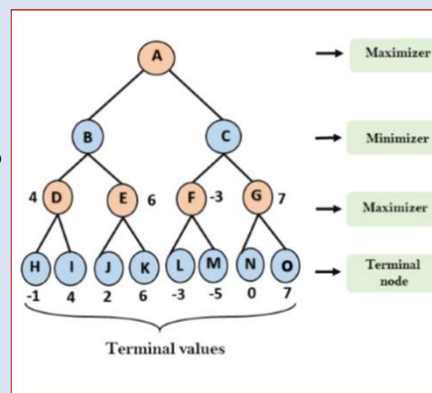 A
Maximizer
B
C
Minimizer
4 D E 6 F -3 G 7
Maximizer
H I J K L M N O
Terminal
node
-1 4 2 6 -3 -5 0 7
Terminal values